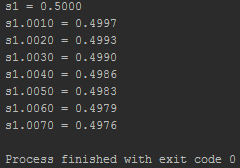 s1 = 0.5000
s1.0010 = 0.4997
s1.0020 = 0.4993
s1.0030 = 0.4990
s1.0040 = 0.4986
s1.0050 = 0.4983
s1.0060 = 0.4979
s1.0070 = 0.4976
Process finished with exit code 0